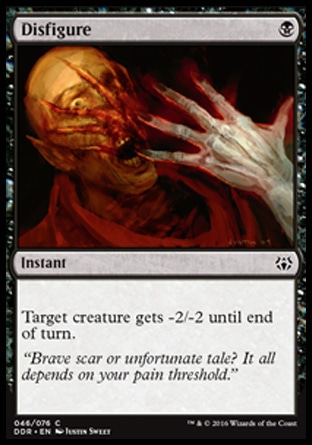 Disfigure
Instant
Target creature gets -2/-2 until end
of turn.
“Brave scar or unfortunate tale? It all
depends on your pain threshold.”
046/076 C
DDR • EN Justin Sweet
™ & © 2016 Wizards of the Coast